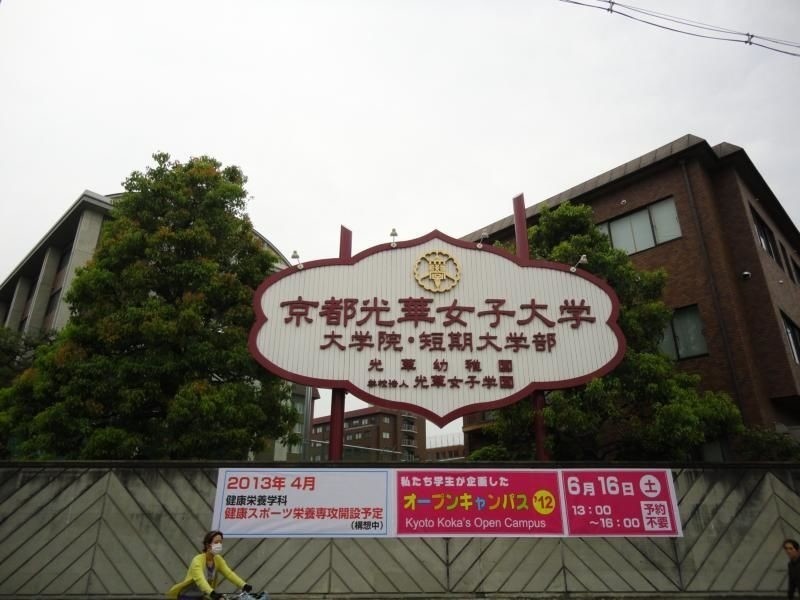 京都光華女子大学
大学院・短期大学部
光華幼稚園
学校法人 光華女子学園
2013年 4月
健康栄養学科
健康スポーツ栄養専攻開設予定
(構想中)
私たち学生が企画した
オープンキャンパス '12
Kyoto Koka's Open Campus
6月16日 土
13:00
~16:00
予約
不要